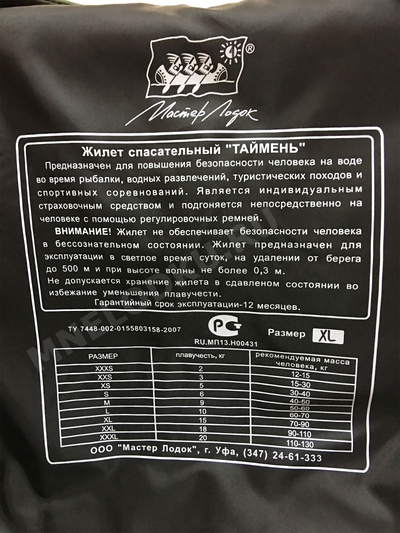 ®
Мастер Лодок
Жилет спасательный "ТАЙМЕНЬ"
Предназначен для повышения безопасности человека на воде
во время рыбалки, водных развлечений, туристических походов и
спортивных соревнований. Является индивидуальным
страховочным средством и подгоняется непосредственно на
человеке с помощью регулировочных ремней.
ВНИМАНИЕ! Жилет не обеспечивает безопасности человека
в бессознательном состоянии. Жилет предназначен для
эксплуатации в светлое время суток, на удалении от берега
до 500 м и при высоте волны не более 0,3 м.
Не допускается хранение жилета в сдавленном состоянии во
избежание уменьшения плавучести.
Гарантийный срок эксплуатации-12 месяцев.
ТУ 7448-002-0155803158-2007
РСТ
RU.МП13.Н00431
Размер XL
РАЗМЕР плавучесть, кг рекомендуемая масса
человека, кг
XXXS 2 12-15
XXS 3 15-30
XS 5 30-40
S 6 40-50
M 9 50-60
L 10 60-70
XL 15 70-90
XXL 18 90-110
XXXL 20 110-130
ООО "Мастер Лодок", г. Уфа, (347) 24-61-333